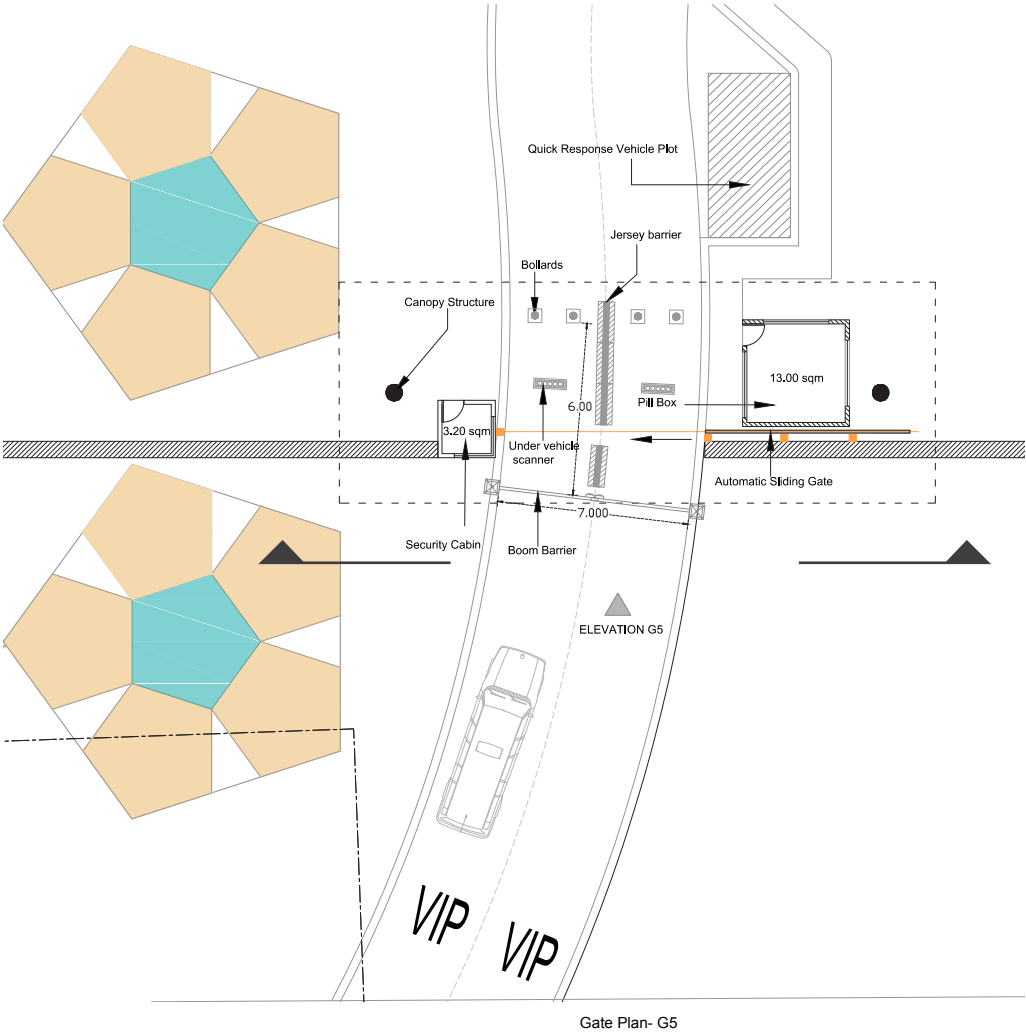 Quick Response Vehicle Plot
Jersey barrier
Bollards
Canopy Structure
13.00 sqm
6.00
Pill Box
3.20 sqm
Under vehicle
scanner
Automatic Sliding Gate
7.000
Security Cabin
Boom Barrier
ELEVATION G5
VIP
VIP
Gate Plan- G5